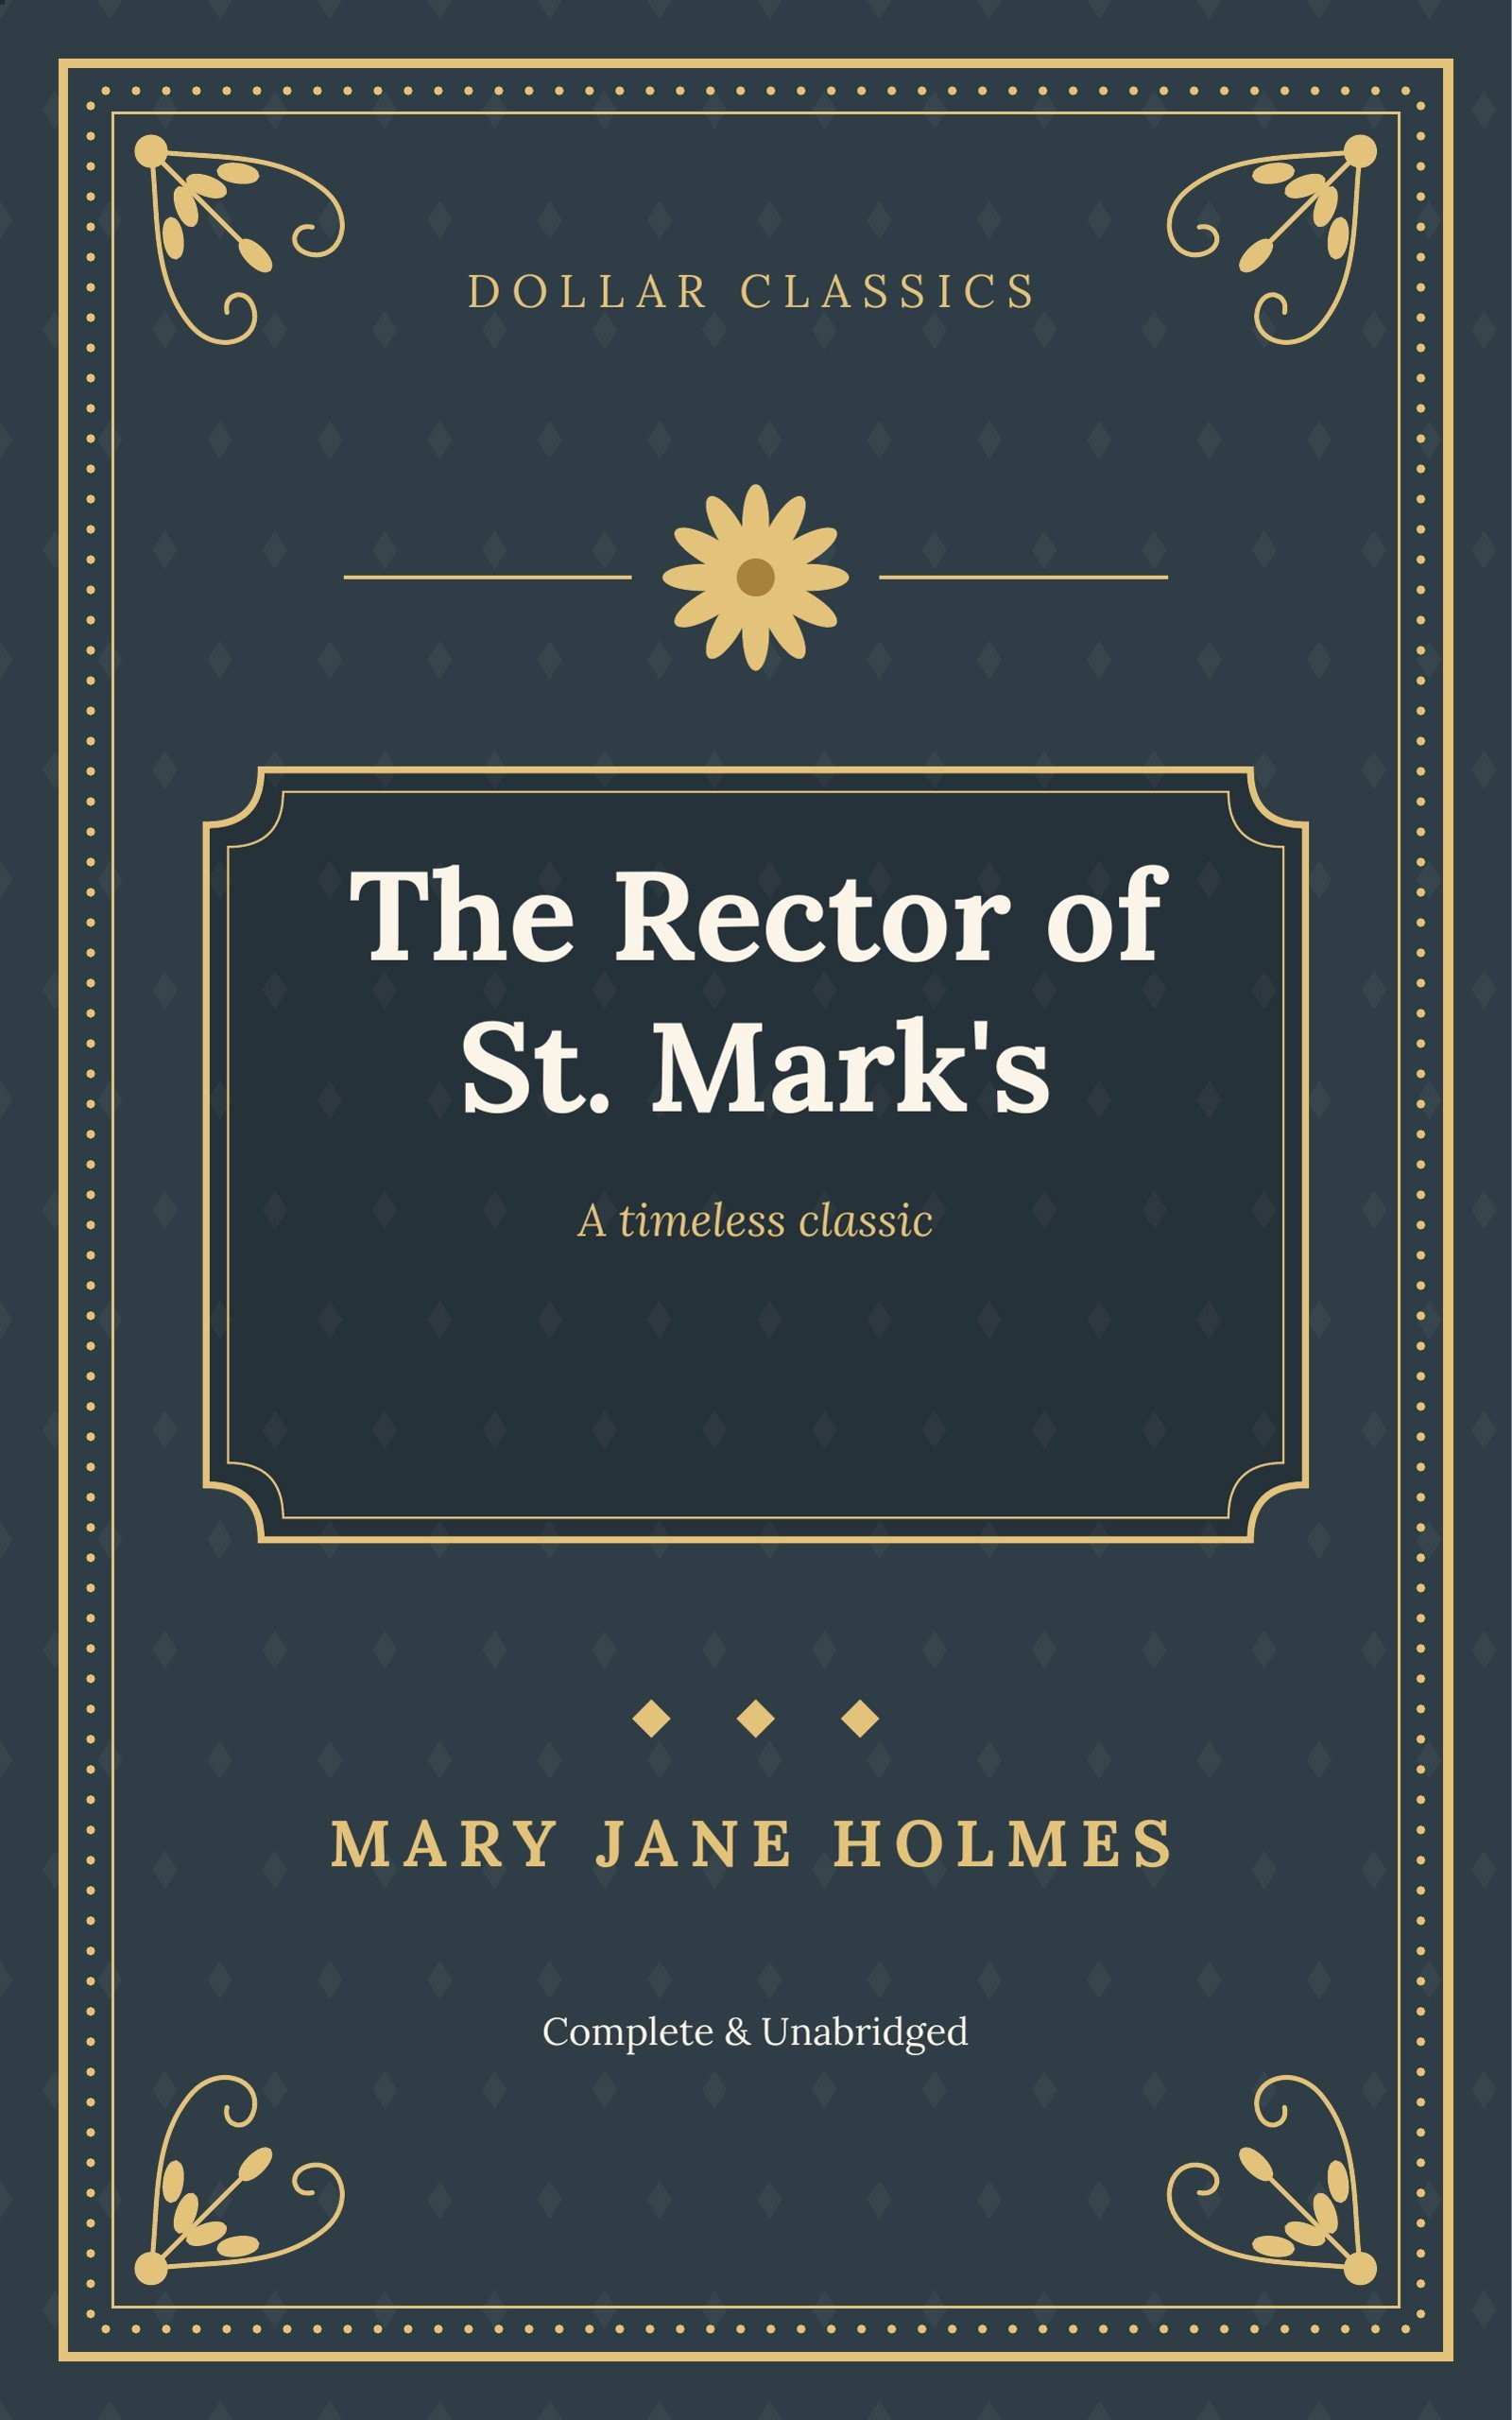 DOLLAR CLASSICS
The Rector of
St. Mark's
A timeless classic
MARY JANE HOLMES
Complete & Unabridged